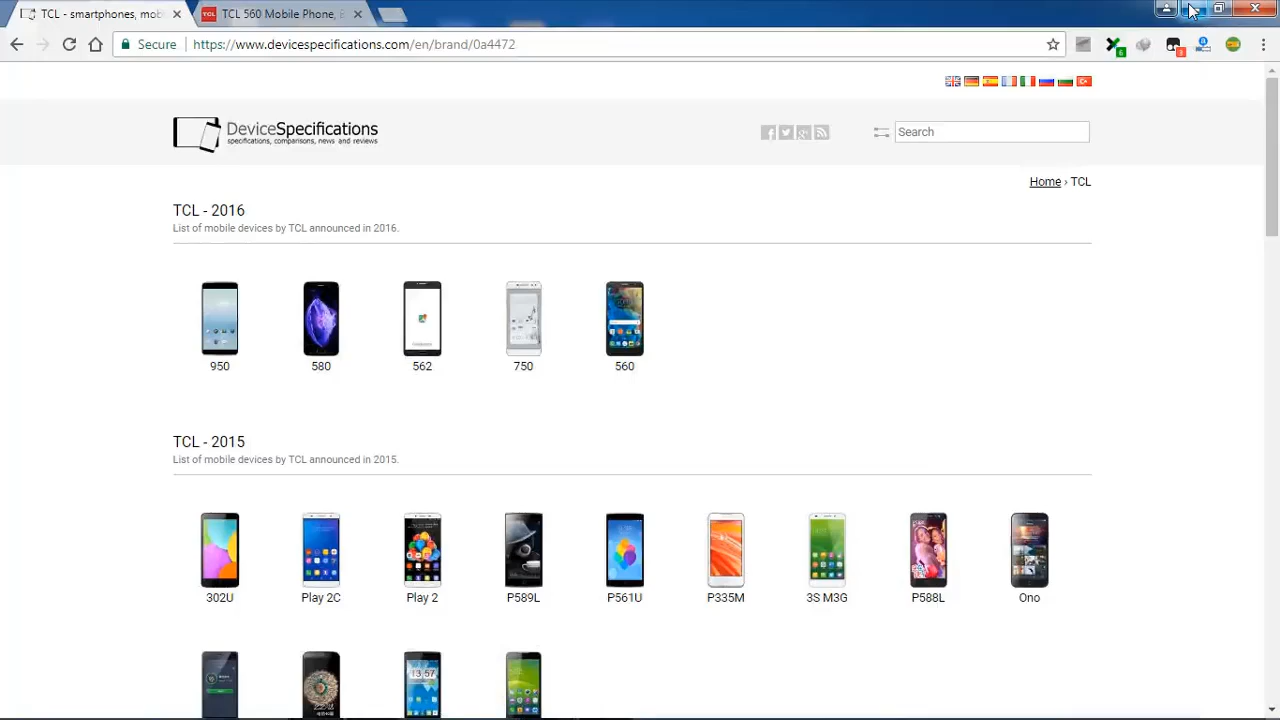 TCL - smartphones, mob
TCL 560 Mobile Phone, B
Secure
https://www.devicespecifications.com/en/brand/0a4472
6
3
DeviceSpecifications
specifications, comparisons, news and reviews
Search
Home › TCL
TCL - 2016
List of mobile devices by TCL announced in 2016.
950 580 562 750 560
TCL - 2015
List of mobile devices by TCL announced in 2015.
302U Play 2C Play 2 P589L P561U P335M 3S M3G P588L Ono